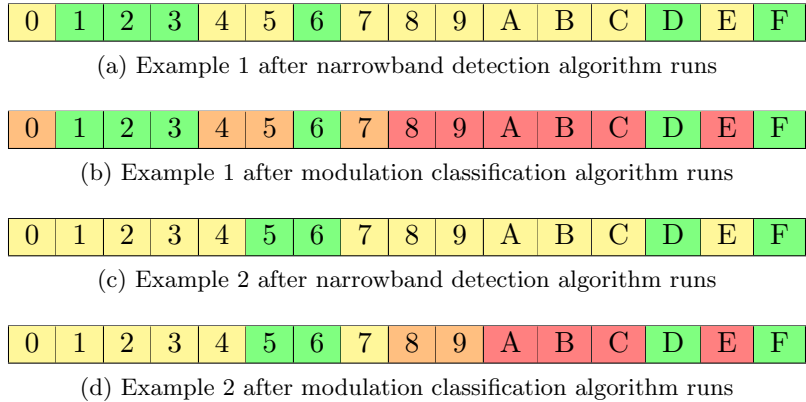 0 1 2 3 4 5 6 7 8 9 A B C D E F
(a) Example 1 after narrowband detection algorithm runs
0 1 2 3 4 5 6 7 8 9 A B C D E F
(b) Example 1 after modulation classification algorithm runs
0 1 2 3 4 5 6 7 8 9 A B C D E F
(c) Example 2 after narrowband detection algorithm runs
0 1 2 3 4 5 6 7 8 9 A B C D E F
(d) Example 2 after modulation classification algorithm runs